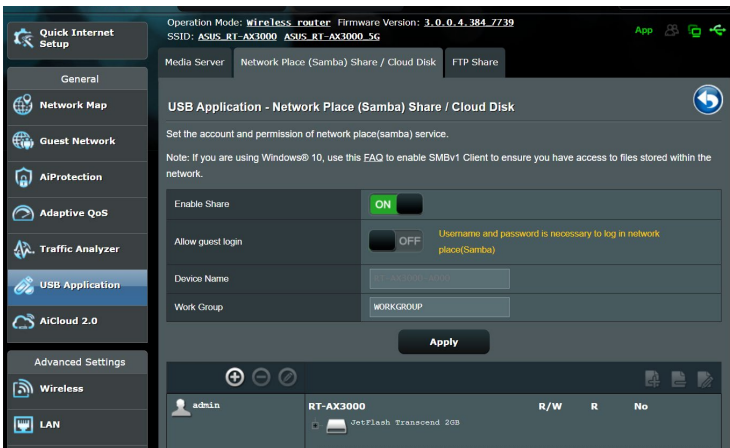 Operation Mode: Wireless router Firmware Version: 3.0.0.4.384_7739
SSID: ASUS_RT-AX3000 ASUS_RT-AX3000_5G
App
Quick Internet
Setup
General
Network Map
Guest Network
AiProtection
Adaptive QoS
Traffic Analyzer
USB Application
AiCloud 2.0
Advanced Settings
Wireless
LAN
Media Server
Network Place (Samba) Share / Cloud Disk
FTP Share
USB Application - Network Place (Samba) Share / Cloud Disk
Set the account and permission of network place(samba) service.
Note: If you are using Windows® 10, use this FAQ to enable SMBv1 Client to ensure you have access to files stored within the
network.
Enable Share
ON
Allow guest login
OFF
Username and password is necessary to log in network
place(Samba)
Device Name
Work Group
WORKGROUP
Apply
admin
RT-AX3000
R/W
R
No
JetFlash Transcend 2GB